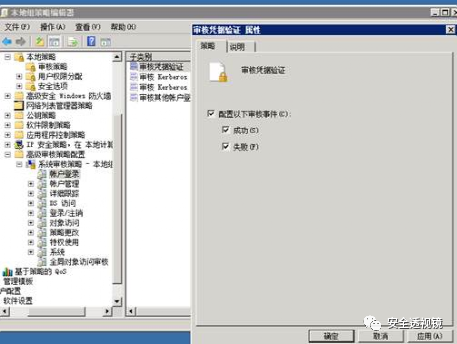 本地组策略编辑器
文件(F) 操作(A) 查看(V) 帮助(H)
本地策略
审核策略
用户权限分配
安全选项
高级安全 Windows 防火墙
网络列表管理器策略
公钥策略
软件限制策略
应用程序控制策略
IP 安全策略，在 本地计算
高级审核策略配置
系统审核策略 - 本地组
帐户登录
帐户管理
详细跟踪
DS 访问
登录/注销
对象访问
策略更改
特权使用
系统
全局对象访问审核
基于策略的 QoS
管理模板
户配置
软件设置
子类别
审核凭据验证
审核 Kerberos
审核 Kerberos
审核其他帐户登
审核凭据验证 属性
策略 说明
审核凭据验证
配置以下审核事件(C):
成功(S)
失败(F)
确定 取消 应用(A)
安全透视镜